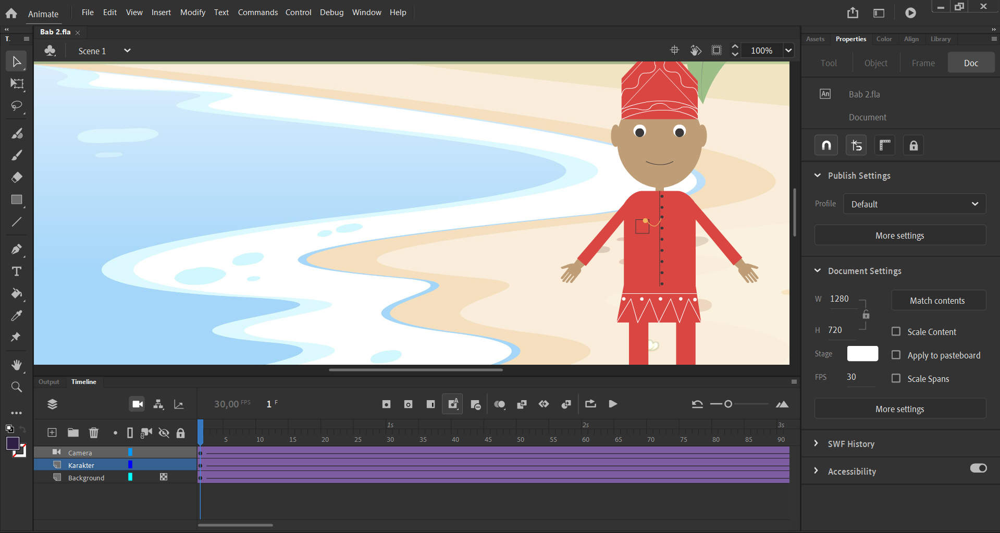 Animate File Edit View Insert Modify Text Commands Control Debug Window Help
T.
Bab 2.fla
Scene 1
100%
Output Timeline
30,00 FPS 1 F
1s 2s 3s
5 10 15 20 25 30 35 40 45 50 55 60 65 70 75 80 85 90
Camera
Karakter
Background
Assets Properties Color Align Library
Tool Object Frame Doc
An Bab 2.fla
Document
Publish Settings
Profile Default
More settings
Document Settings
W 1280 Match contents
H 720 Scale Content
Stage Apply to pasteboard
FPS 30 Scale Spans
More settings
SWF History
Accessibility